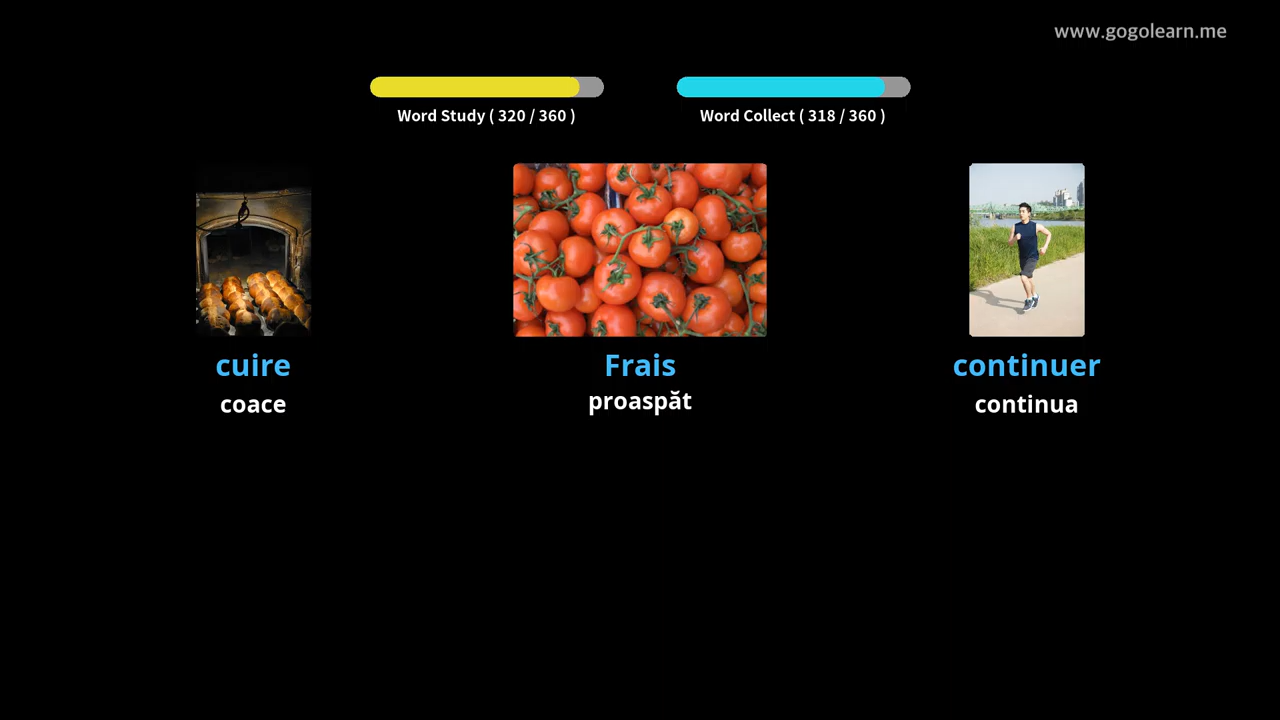 www.gogolearn.me
Word Study ( 320 / 360 )
Word Collect ( 318 / 360 )
cuire
coace
Frais
proaspăt
continuer
continua